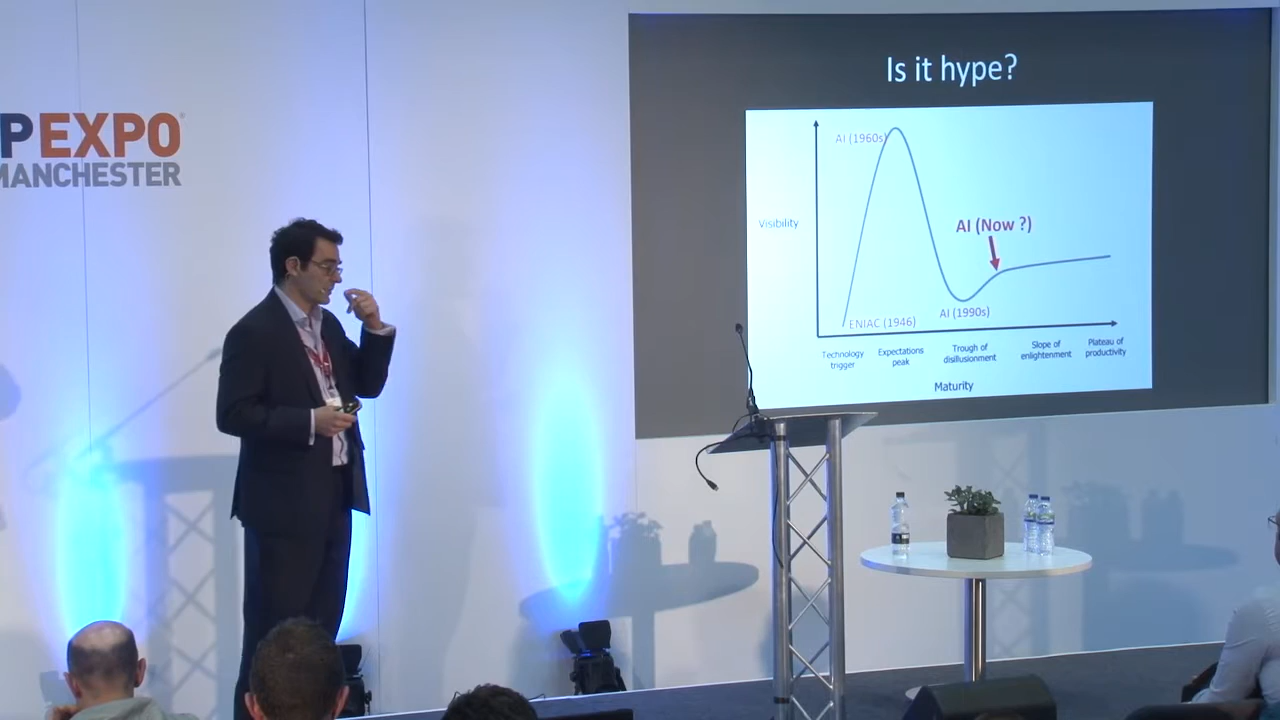 P EXPO
MANCHESTER
Is it hype?
AI (1960s)
Visibility
AI (Now ?)
ENIAC (1946)
AI (1990s)
Technology
trigger
Expectations
peak
Trough of
disillusionment
Slope of
enlightenment
Plateau of
productivity
Maturity